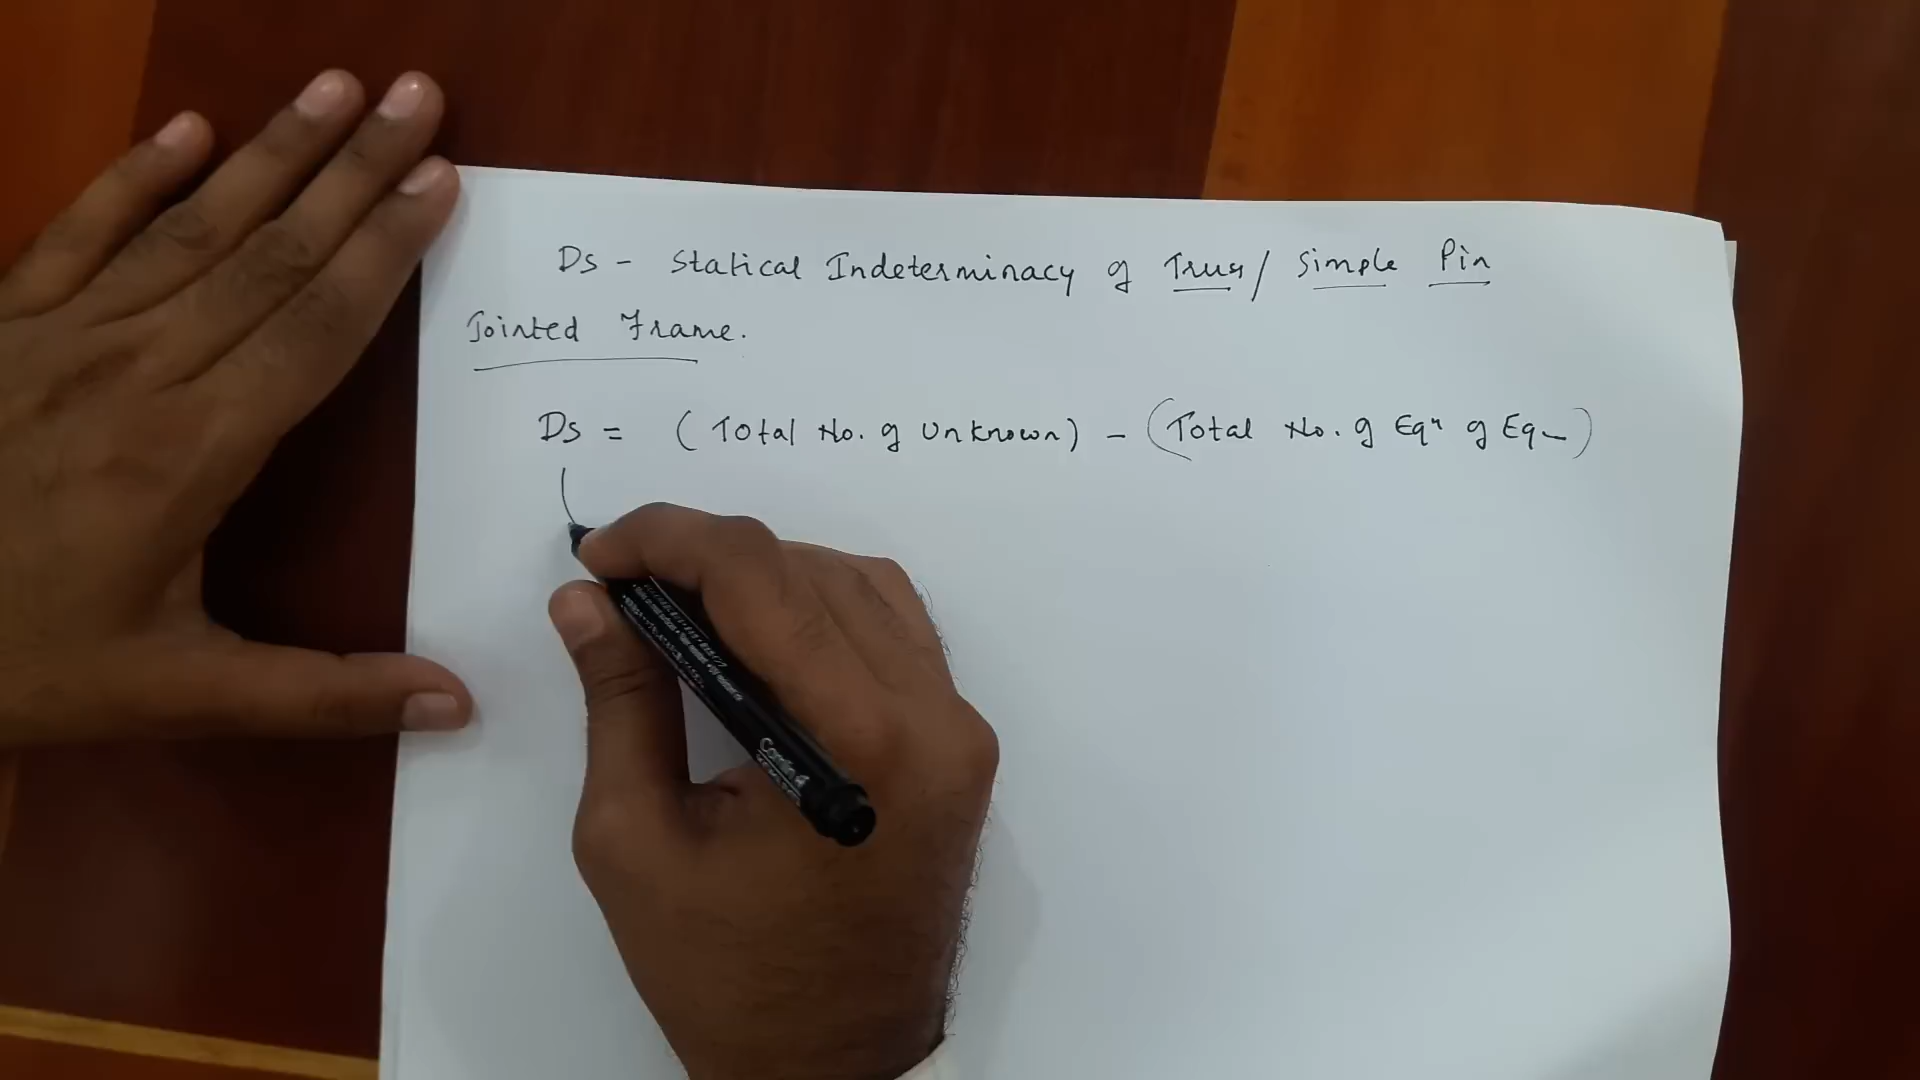 Ds - Statical Indeterminacy of Truss / Simple Pin
Jointed Frame.
Ds = (Total No. of Unknown) - (Total No. of Eqn of Eq~)